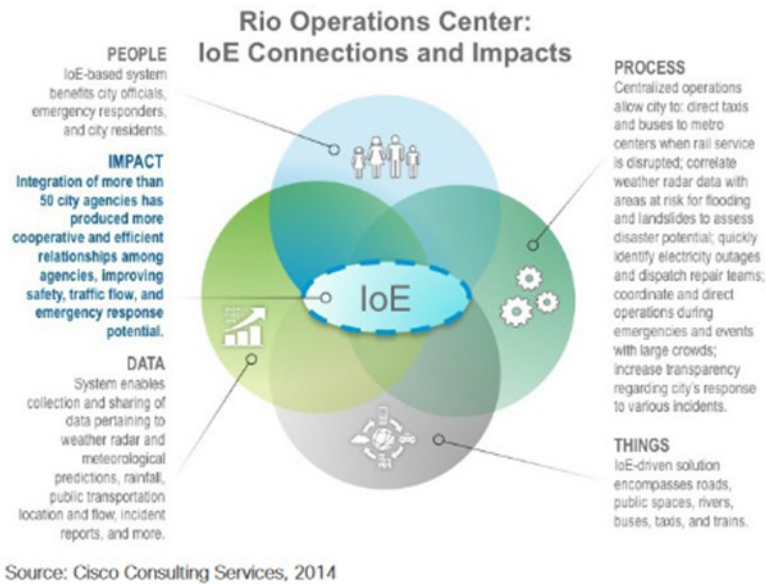 Rio Operations Center:
IoE Connections and Impacts
PEOPLE
IoE-based system
benefits city officials,
emergency responders,
and city residents.
IMPACT
Integration of more than
50 city agencies has
produced more
cooperative and efficient
relationships among
agencies, improving
safety, traffic flow, and
emergency response
potential.
DATA
System enables
collection and sharing of
data pertaining to
weather radar and
meteorological
predictions, rainfall,
public transportation
location and flow, incident
reports, and more.
IoE
PROCESS
Centralized operations
allow city to: direct taxis
and buses to metro
centers when rail service
is disrupted; correlate
weather radar data with
areas at risk for flooding
and landslides to assess
disaster potential; quickly
identify electricity outages
and dispatch repair teams;
coordinate and direct
operations during
emergencies and events
with large crowds;
increase transparency
regarding city's response
to various incidents.
THINGS
IoE-driven solution
encompasses roads,
public spaces, rivers,
buses, taxis, and trains.
Source: Cisco Consulting Services, 2014